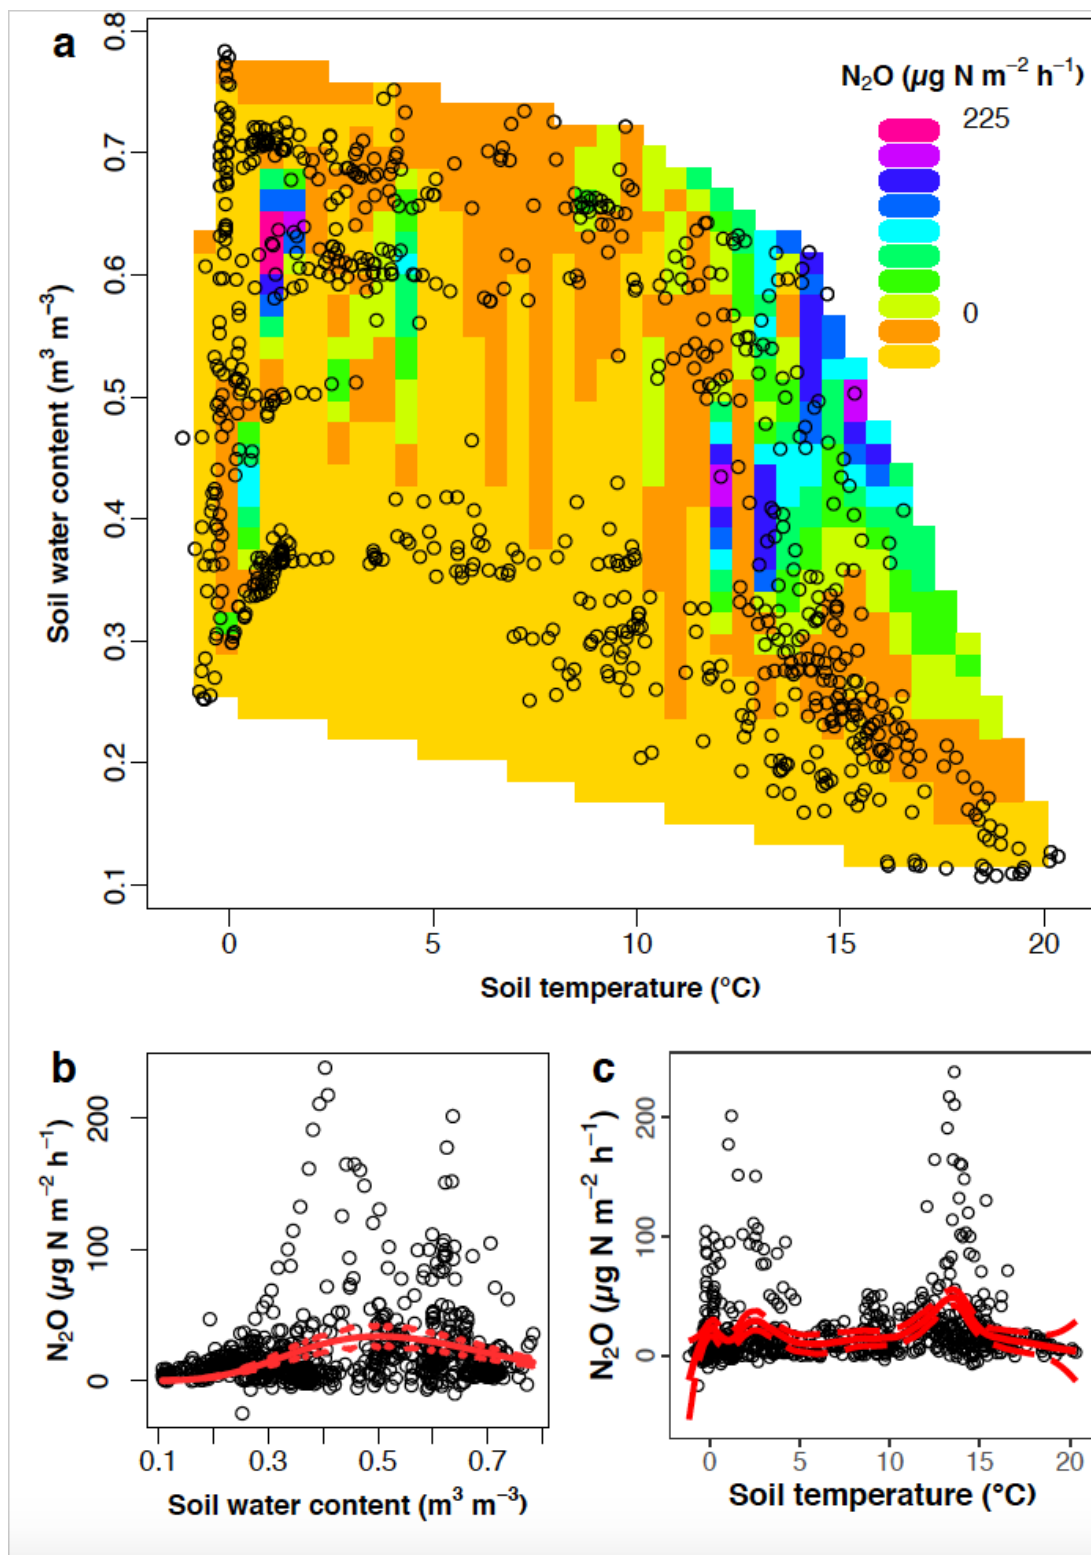 a
N₂O (µg N m⁻² h⁻¹)
225
0
Soil water content (m³ m⁻³)
0.8
0.7
0.6
0.5
0.4
0.3
0.2
0.1
0 5 10 15 20
Soil temperature (°C)
b
N₂O (µg N m⁻² h⁻¹)
200
100
0
0.1 0.3 0.5 0.7
Soil water content (m³ m⁻³)
c
N₂O (µg N m⁻² h⁻¹)
200
100
0
0 5 10 15 20
Soil temperature (°C)